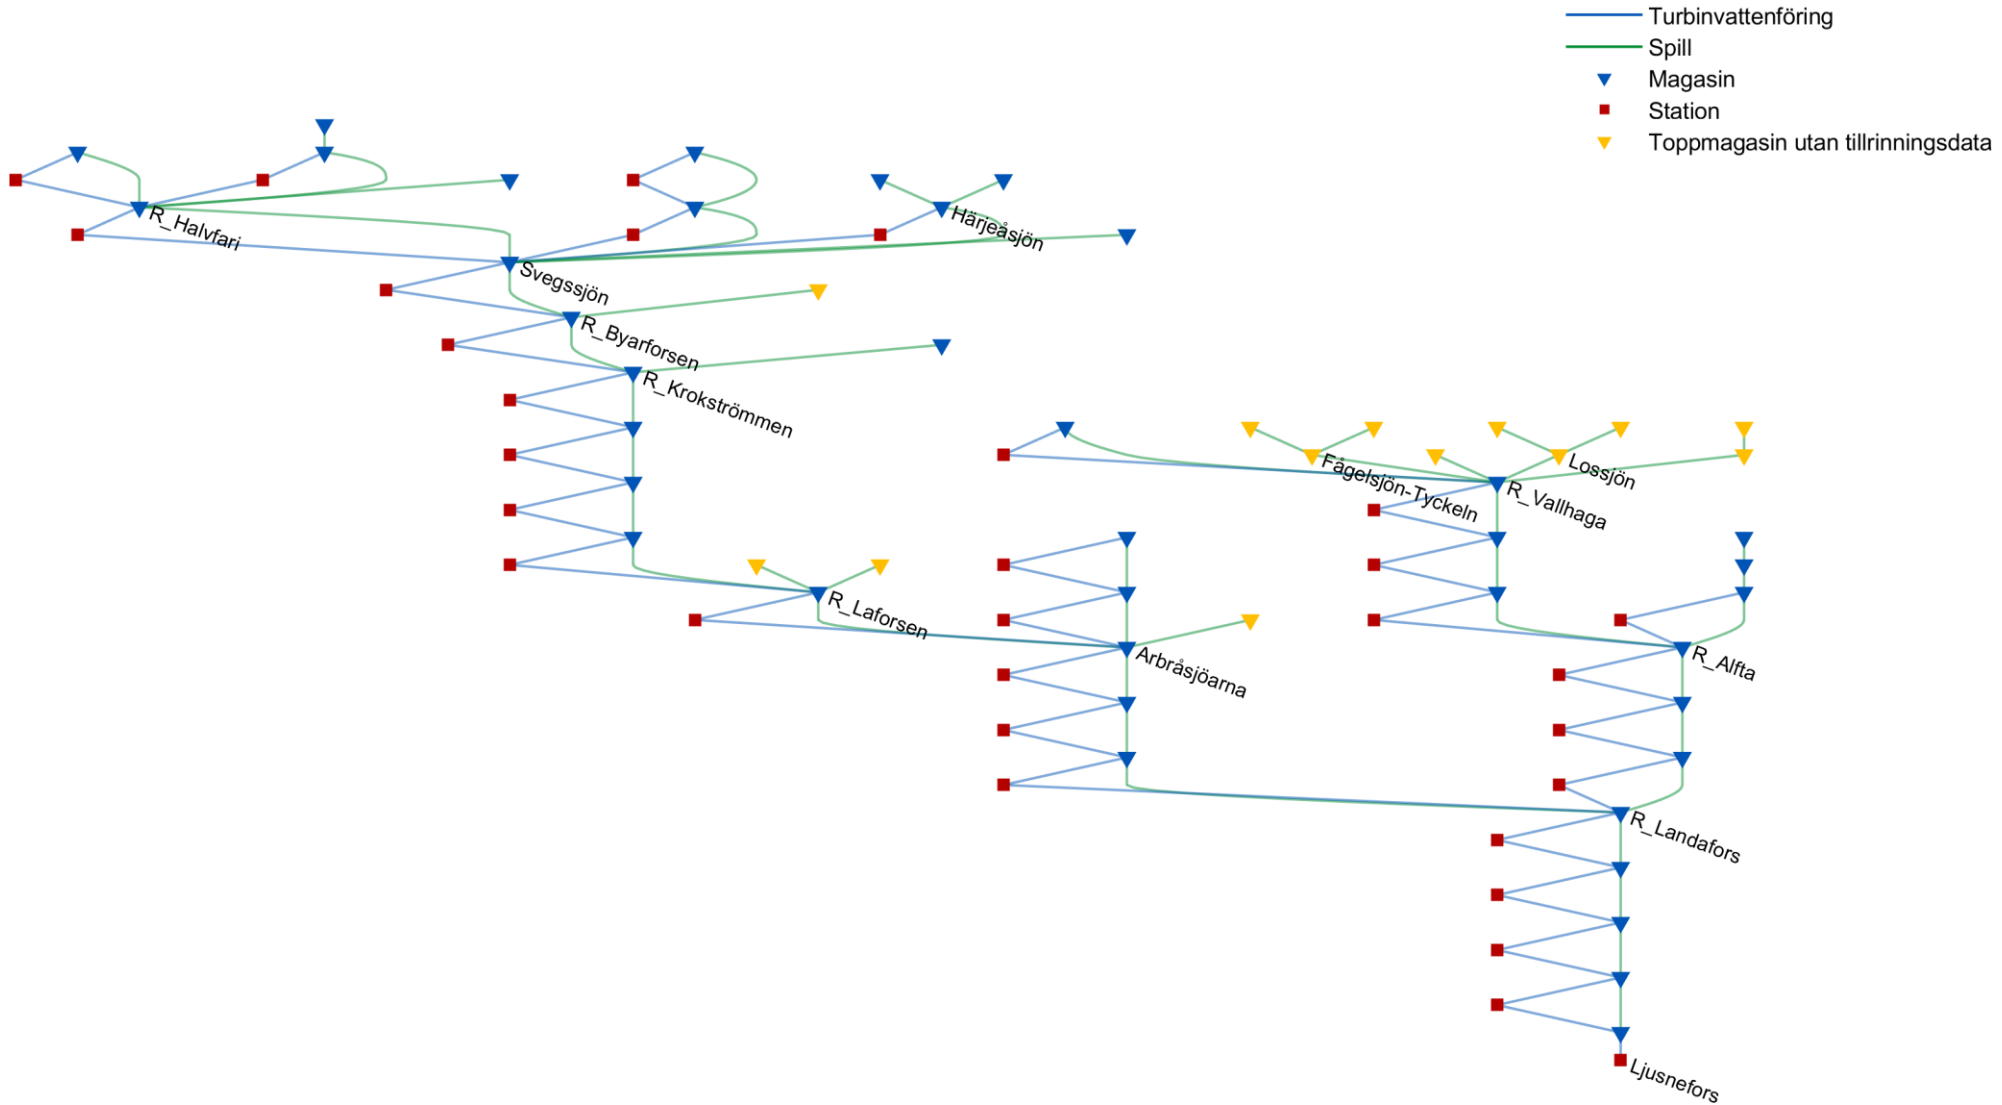 Turbinvattenföring
Spill
Magasin
Station
Toppmagasin utan tillrinningsdata
R_Halvfari
Härjeåsjön
Svegssjön
R_Byarforsen
R_Krokströmmen
Fågelsjön-Tyckeln
Lossjön
R_Vallhaga
R_Laforsen
Arbråsjöarna
R_Alfta
R_Landafors
Ljusnefors